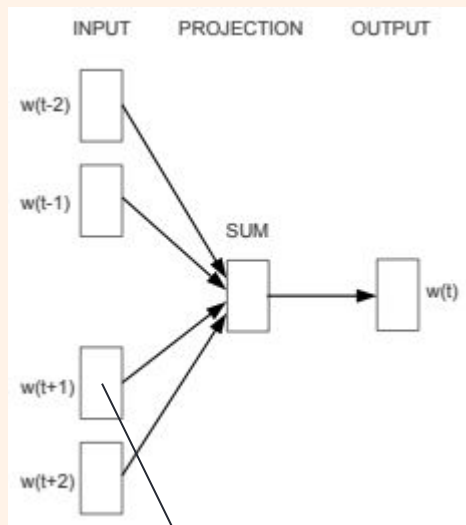 INPUT PROJECTION OUTPUT
w(t-2)
w(t-1)
SUM
w(t)
w(t+1)
w(t+2)